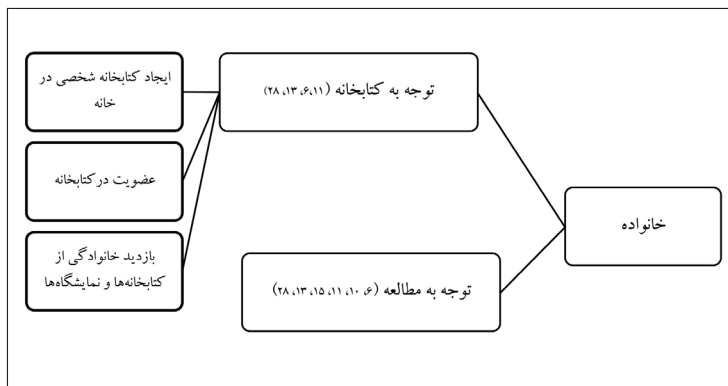 خانواده
توجه به کتابخانه (۱۱،۶، ۱۳، ۲۸)
توجه به مطالعه (۶، ۱۰، ۱۱، ۱۵، ۱۳، ۲۸)
ایجاد کتابخانه شخصی در
خانه
عضویت در کتابخانه
بازدید خانوادگی از
کتابخانه‌ها و نمایشگاه‌ها